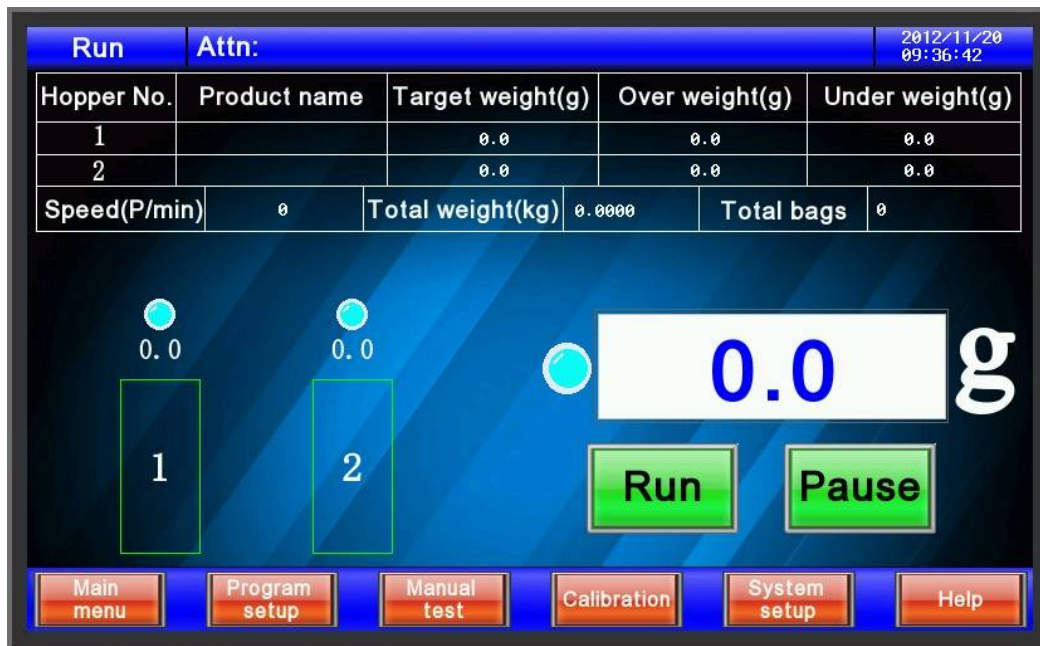 Run Attn: 2012/11/20
09:36:42
Hopper No. Product name Target weight(g) Over weight(g) Under weight(g)
1 0.0 0.0 0.0
2 0.0 0.0 0.0
Speed(P/min) 0 Total weight(kg) 0.0000 Total bags 0
0.0 0.0
0.0 g
1 2
Run Pause
Main menu Program setup Manual test Calibration System setup Help